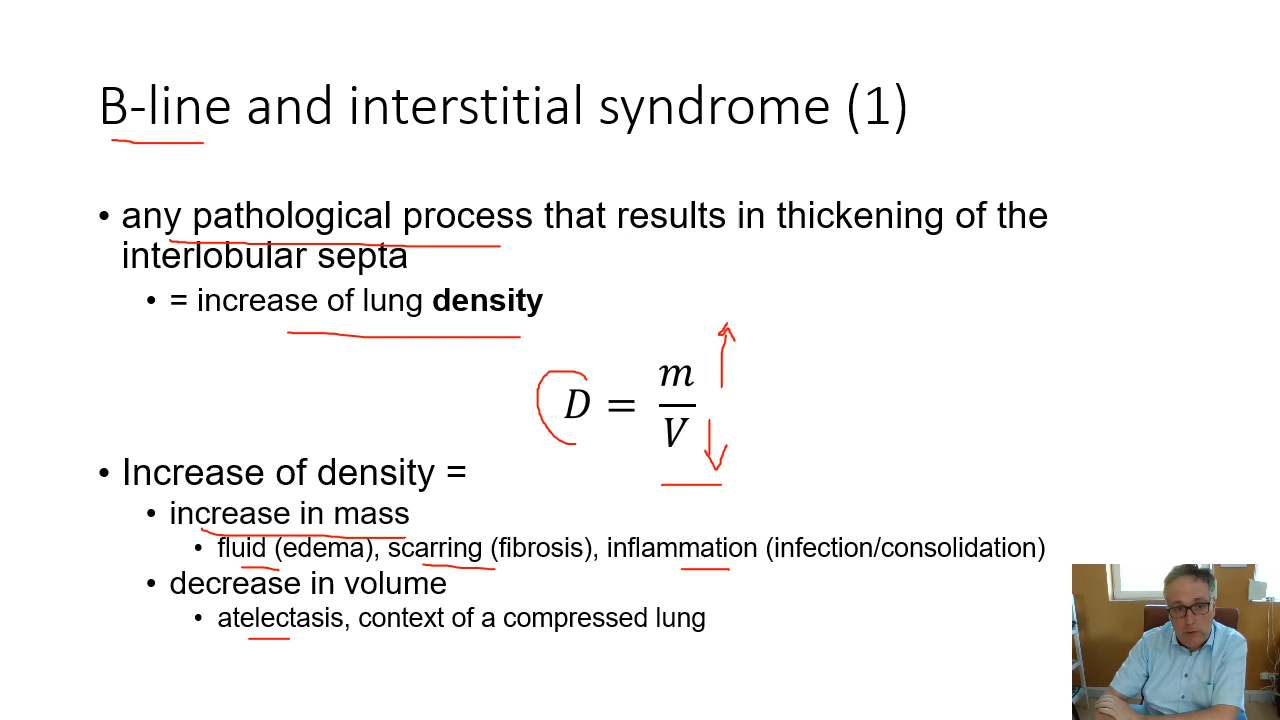 B-line and interstitial syndrome (1)
• any pathological process that results in thickening of the
interlobular septa
• = increase of lung density
D = m
V
• Increase of density =
• increase in mass
• fluid (edema), scarring (fibrosis), inflammation (infection/consolidation)
• decrease in volume
• atelectasis, context of a compressed lung